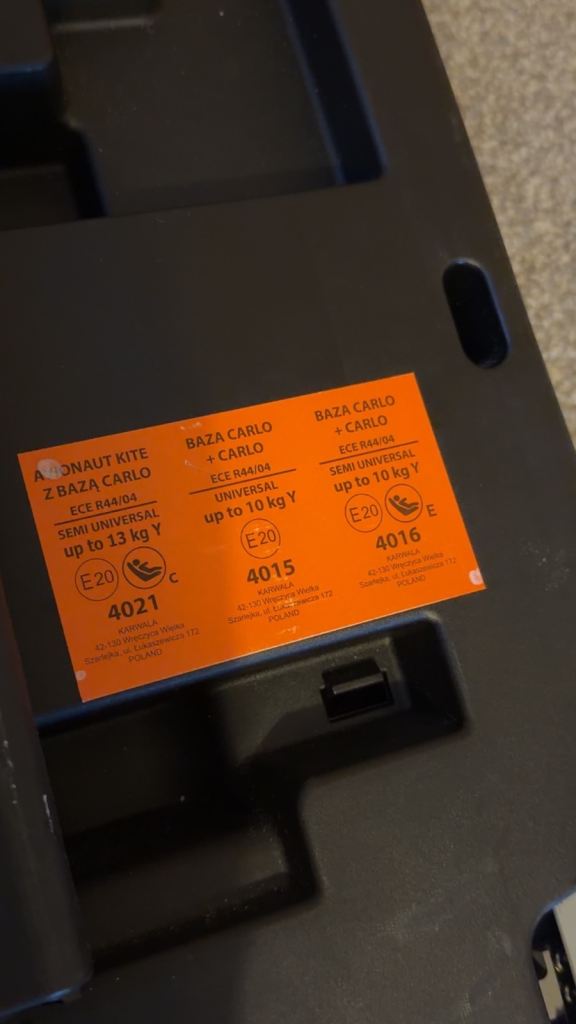 AVIONAUT KITE
Z BAZĄ CARLO
ECE R44/04
SEMI UNIVERSAL
up to 13 kg Y
E20
C
4021
KARWALA
42-130 Wręczyca Wielka
Szarlejka, ul. Łukaszewicza 172
POLAND
BAZA CARLO
+ CARLO
ECE R44/04
UNIVERSAL
up to 10 kg Y
E20
4015
KARWALA
42-130 Wręczyca Wielka
Szarlejka, ul. Łukaszewicza 172
POLAND
BAZA CARLO
+ CARLO
ECE R44/04
SEMI UNIVERSAL
up to 10 kg Y
E20
E
4016
KARWALA
42-130 Wręczyca Wielka
Szarlejka, ul. Łukaszewicza 172
POLAND